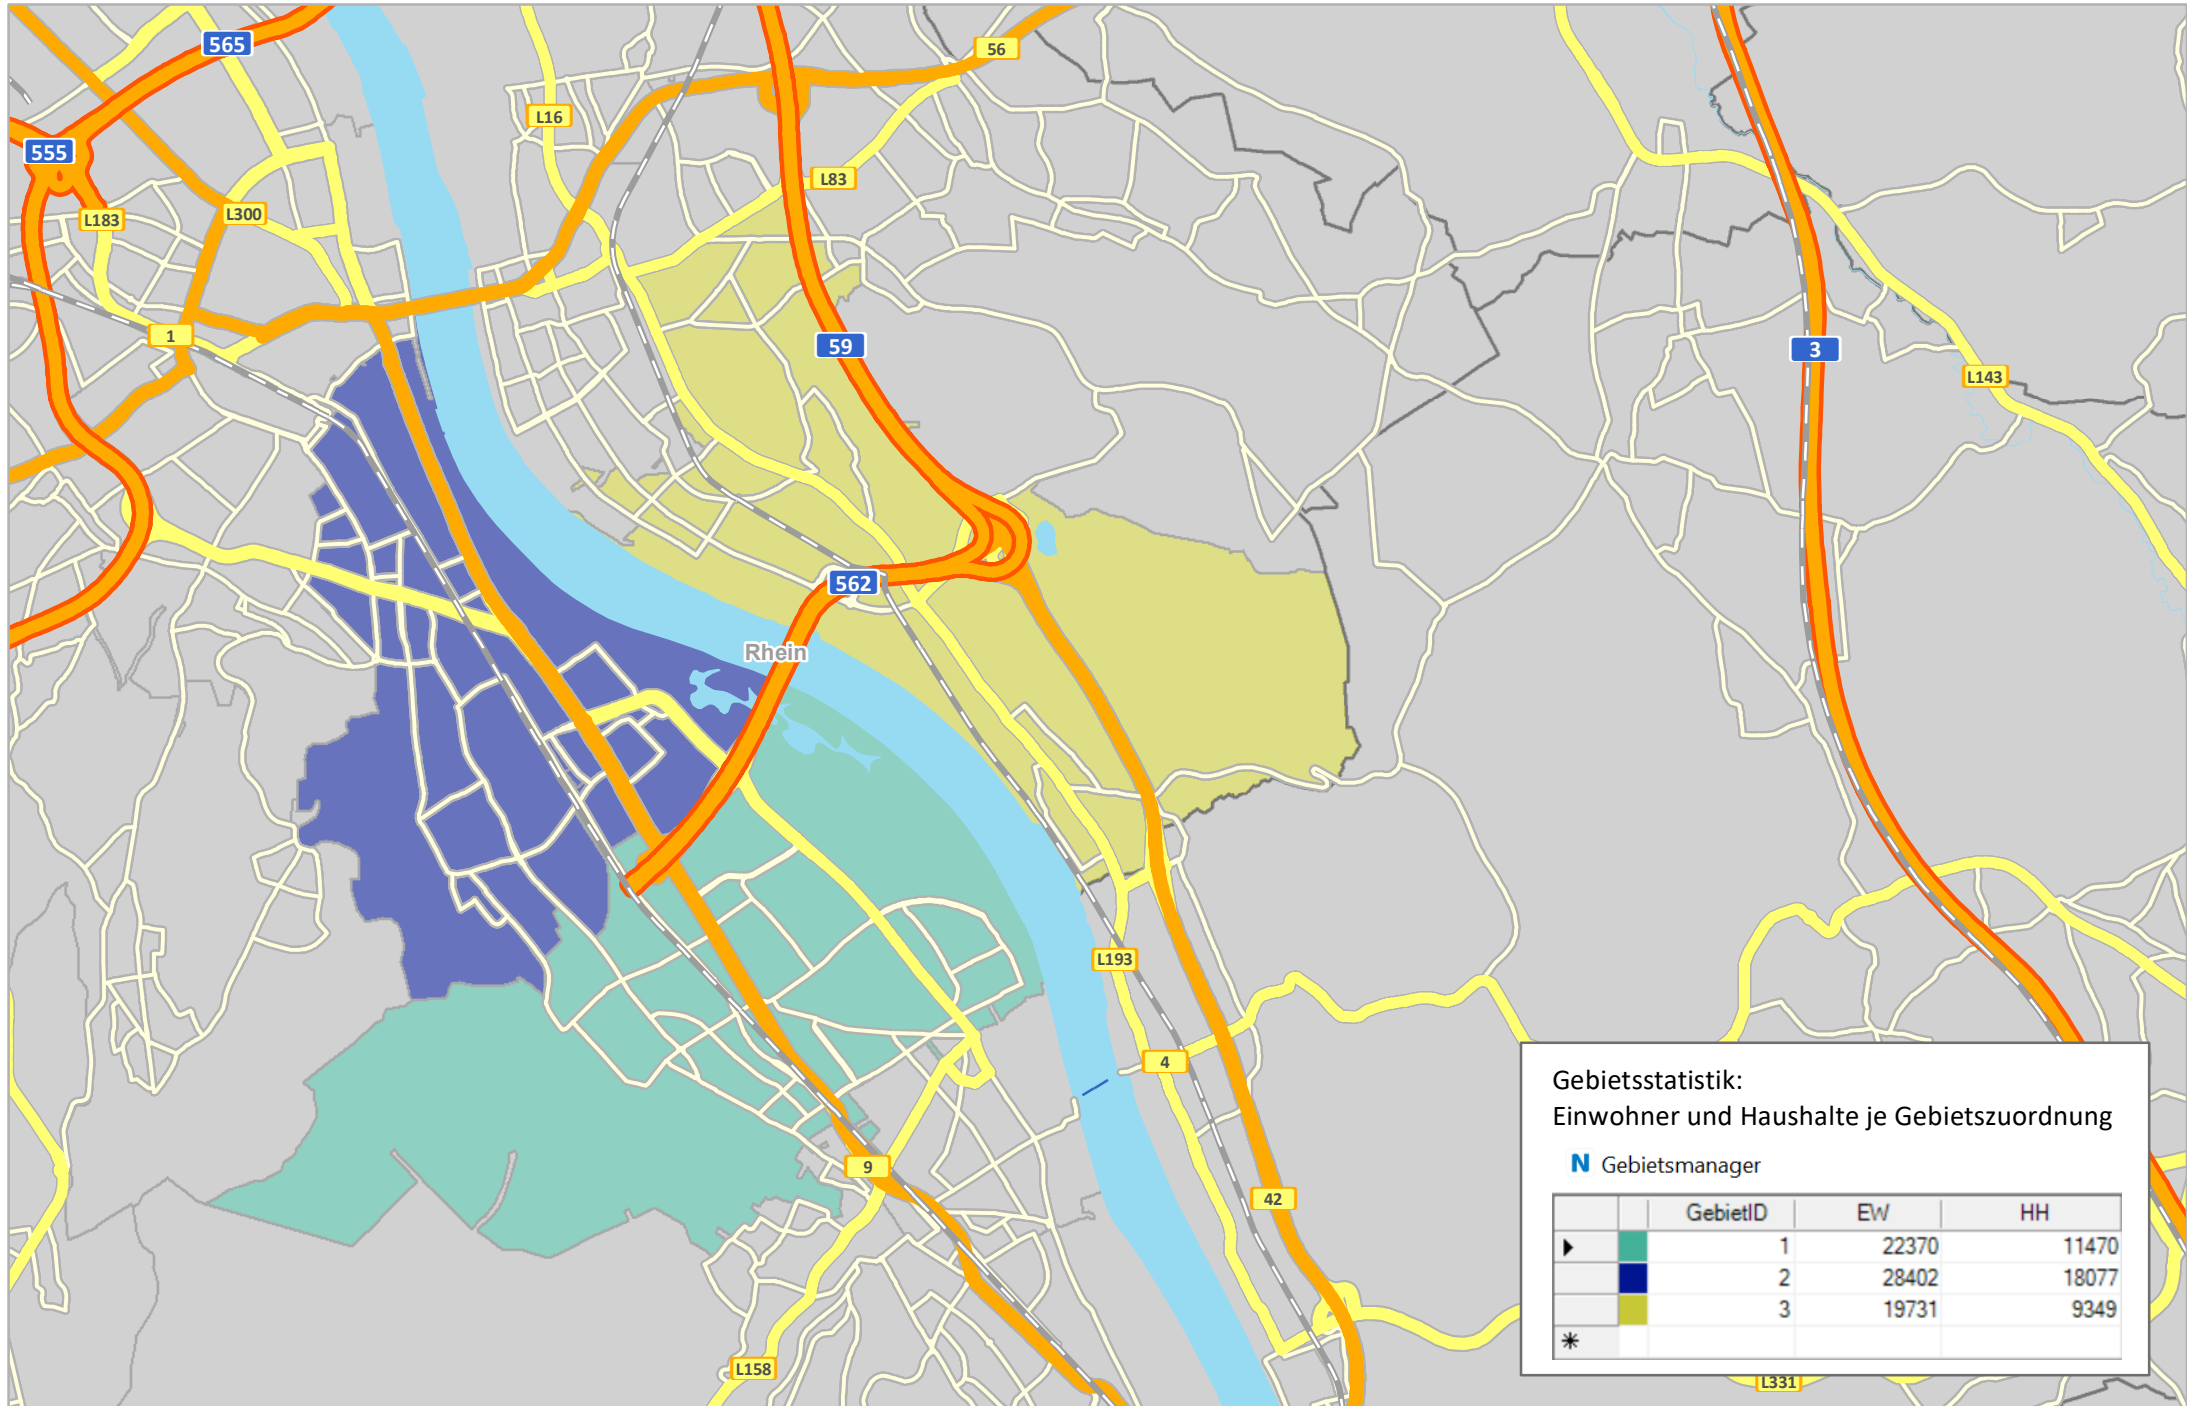 565
56
L16
555
L83
L183
L300
1
59
3
L143
562
Rhein
L193
4
9
42
L158
L331
Gebietsstatistik:
Einwohner und Haushalte je Gebietszuordnung
N Gebietsmanager
GebietID EW HH
1 22370 11470
2 28402 18077
3 19731 9349